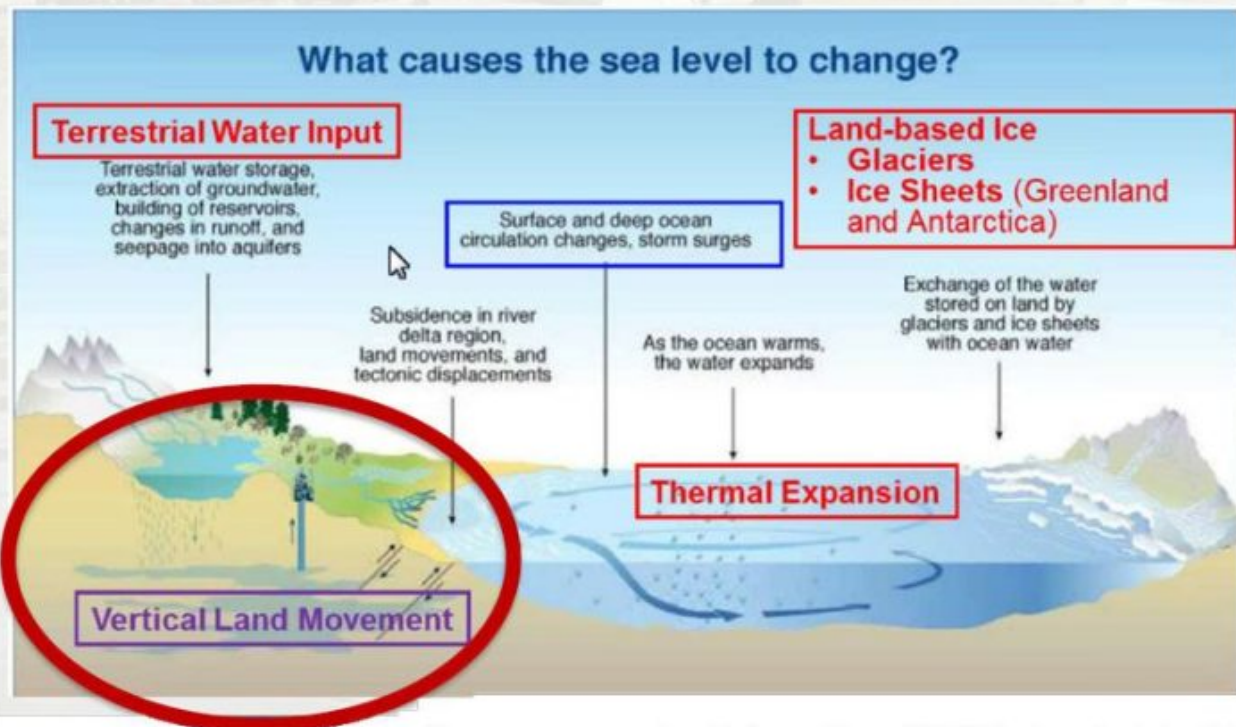 What causes the sea level to change?
Terrestrial Water Input
Terrestrial water storage,
extraction of groundwater,
building of reservoirs,
changes in runoff, and
seepage into aquifers
Surface and deep ocean
circulation changes, storm surges
Land-based Ice
• Glaciers
• Ice Sheets (Greenland
and Antarctica)
Subsidence in river
delta region,
land movements, and
tectonic displacements
As the ocean warms,
the water expands
Exchange of the water
stored on land by
glaciers and ice sheets
with ocean water
Thermal Expansion
Vertical Land Movement